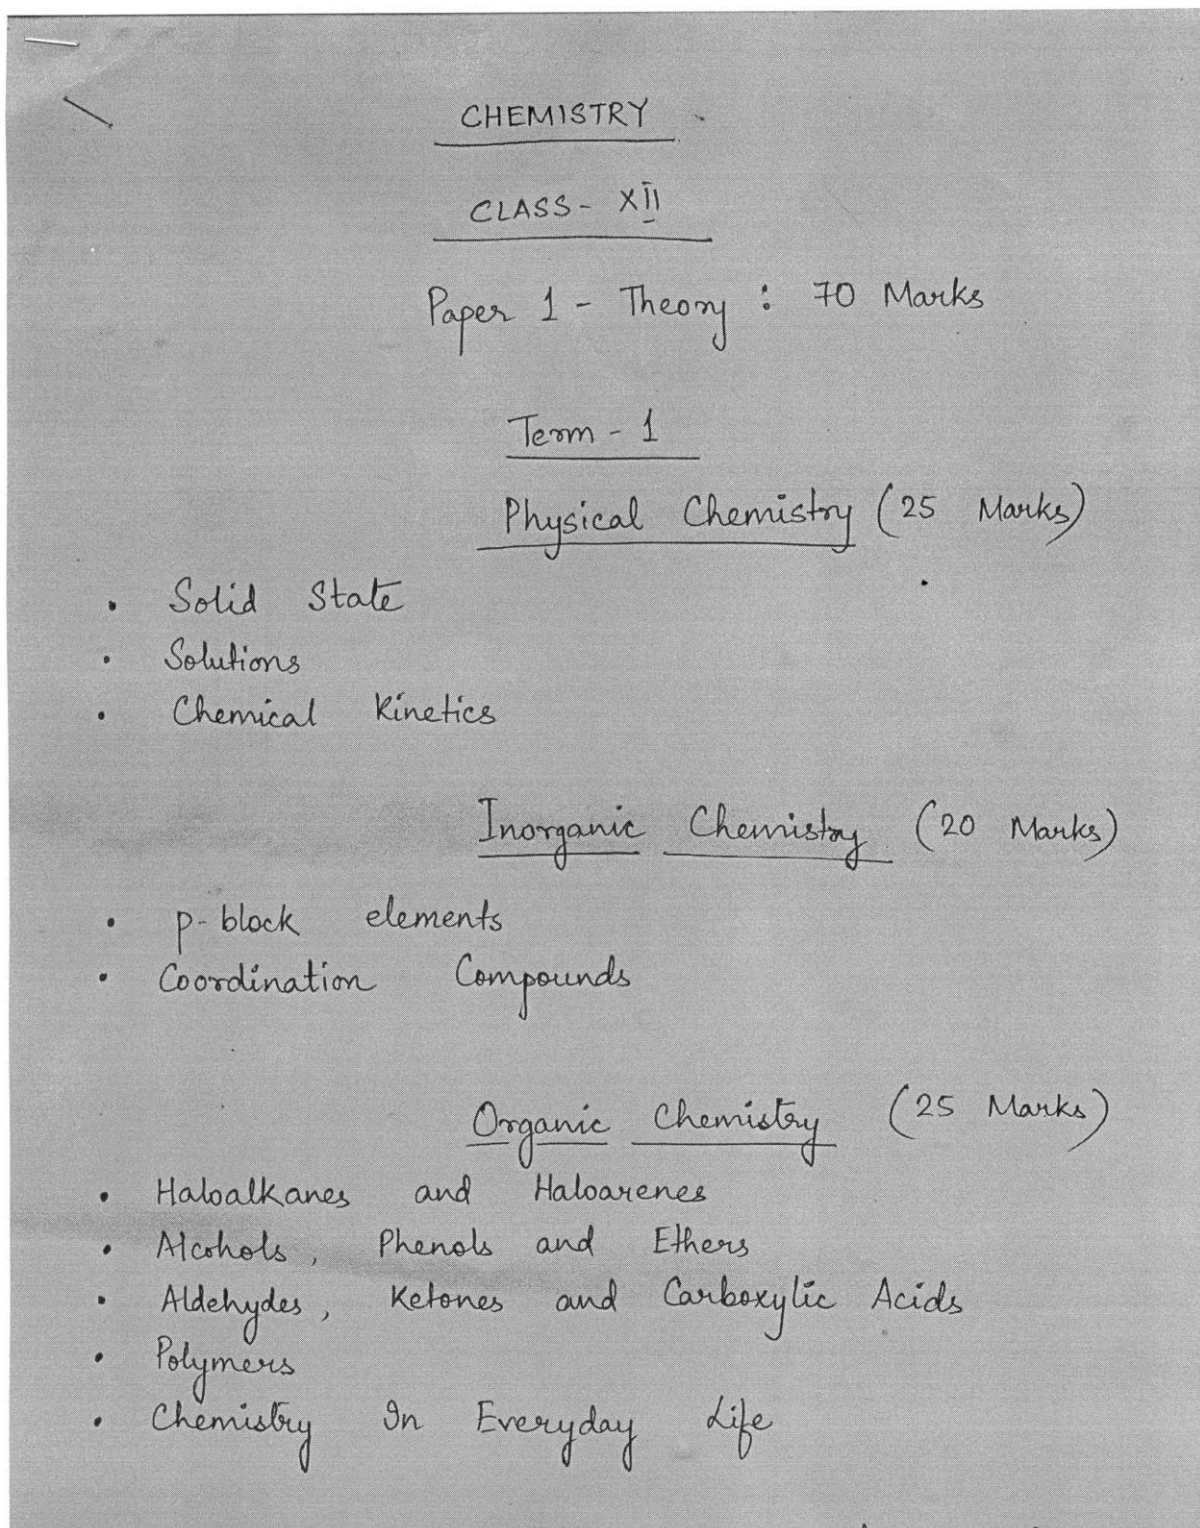 CHEMISTRY
CLASS - XII
Paper 1 - Theory : 70 Marks
Term - 1
Physical Chemistry (25 Marks)
• Solid State
• Solutions
• Chemical Kinetics
Inorganic Chemistry (20 Marks)
• p-block elements
• Coordination Compounds
Organic Chemistry (25 Marks)
• Haloalkanes and Haloarenes
• Alcohols, Phenols and Ethers
• Aldehydes, Ketones and Carboxylic Acids
• Polymers
• Chemistry In Everyday Life